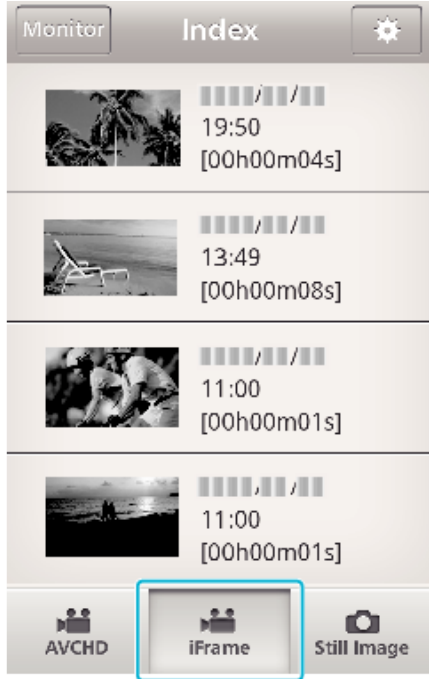 Monitor Index
19:50
[00h00m04s]
13:49
[00h00m08s]
11:00
[00h00m01s]
11:00
[00h00m01s]
AVCHD iFrame Still Image